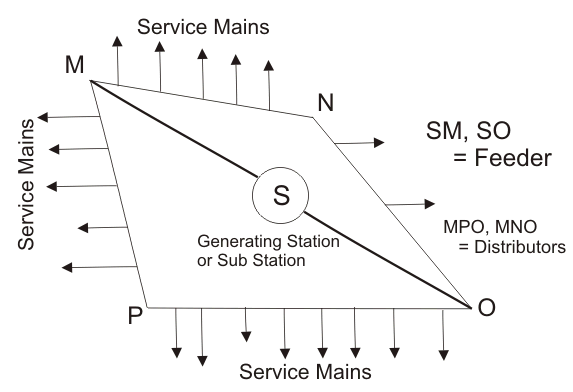 Service Mains
M
N
SM, SO
= Feeder
Service Mains
S
MPO, MNO
= Distributors
Generating Station
or Sub Station
P
O
Service Mains